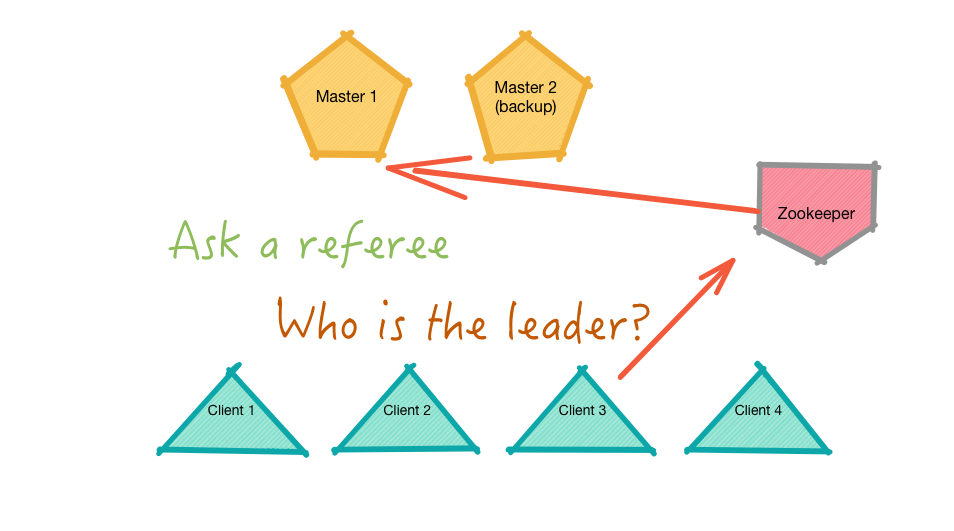 Master 1
Master 2
(backup)
Zookeeper
Ask a referee
Who is the leader?
Client 1
Client 2
Client 3
Client 4